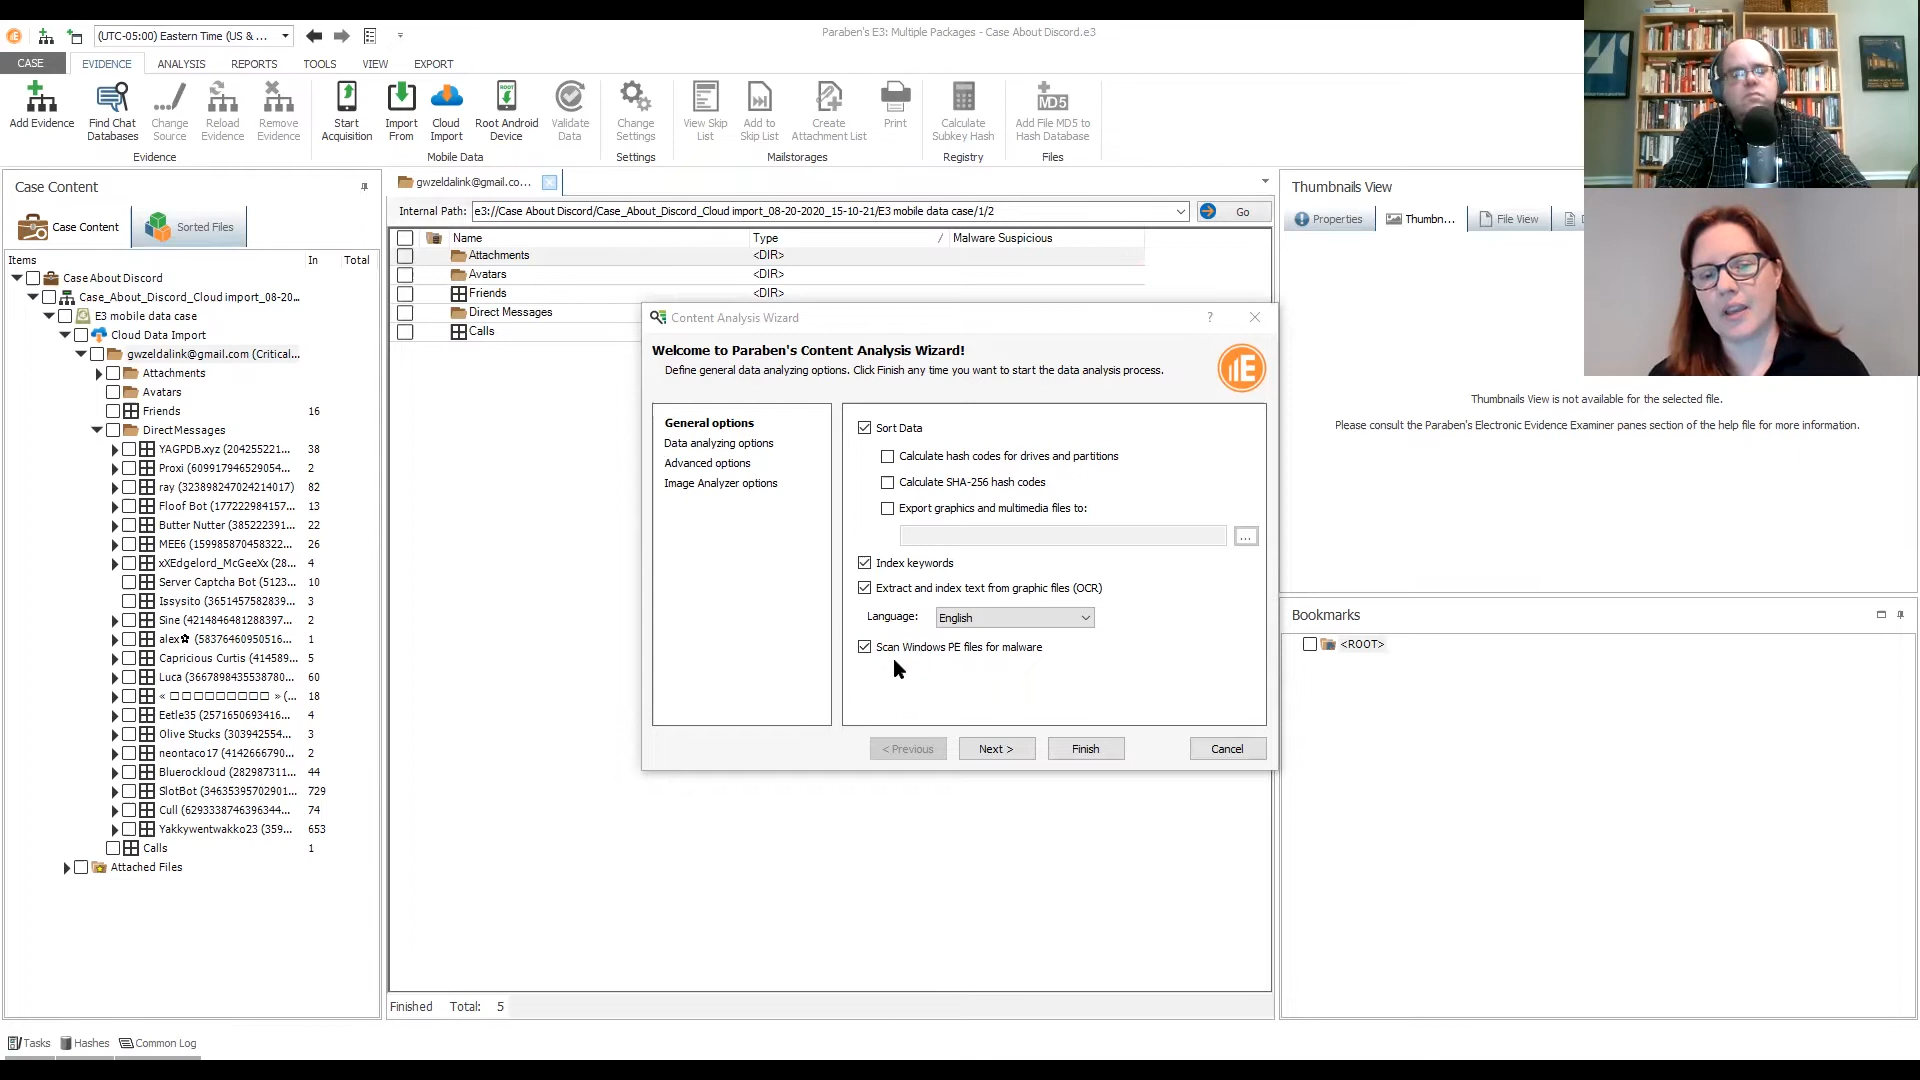 (UTC-05:00) Eastern Time (US & ...
Paraben's E3: Multiple Packages - Case About Discord.e3
CASE
EVIDENCE
ANALYSIS
REPORTS
TOOLS
VIEW
EXPORT
Add Evidence
Find Chat Databases
Change Source
Reload Evidence
Remove Evidence
Evidence
Start Acquisition
Import From
Cloud Import
Root Android Device
Validate Data
Mobile Data
Change Settings
Settings
View Skip List
Add to Skip List
Create Attachment List
Print
Mailstorages
Calculate Subkey Hash
Registry
MD5
Add File MD5 to Hash Database
Files
Case Content
Case Content
Sorted Files
Items In Total
Case About Discord
Case_About_Discord_Cloud import_08-20...
E3 mobile data case
Cloud Data Import
gwzeldalink@gmail.com (Critical...
Attachments
Avatars
Friends 16
Direct Messages
YAGPDB.xyz (204255221... 38
Proxi (609917946529054... 2
ray (323898247024214017) 82
Floof Bot (177222984157... 13
Butter Nutter (385222391... 22
MEE6 (159985870458322... 26
xXEdgelord_McGeeXx (28... 4
Server Captcha Bot (5123... 10
Issysito (3651457582839... 3
Sine (4214846481288397... 2
alex✿ (58376460950516... 1
Capricious Curtis (414589... 5
Luca (3667898435538780... 60
« □□□□□□□□□ » (... 18
Eetle35 (2571650693416... 4
Olive Stucks (303942554... 3
neontaco17 (4142666790... 2
Bluerockloud (282987311... 44
SlotBot (34635395702901... 729
Cull (6293338746396344... 74
Yakkywentwakko23 (359... 653
Calls 1
Attached Files
gwzeldalink@gmail.co...
Internal Path: e3://Case About Discord/Case_About_Discord_Cloud import_08-20-2020_15-10-21/E3 mobile data case/1/2 Go
Name Type / Malware Suspicious
Attachments <DIR>
Avatars <DIR>
Friends <DIR>
Direct Messages
Calls
Content Analysis Wizard ?
Welcome to Paraben's Content Analysis Wizard!
Define general data analyzing options. Click Finish any time you want to start the data analysis process.
General options
Data analyzing options
Advanced options
Image Analyzer options
Sort Data
Calculate hash codes for drives and partitions
Calculate SHA-256 hash codes
Export graphics and multimedia files to:
...
Index keywords
Extract and index text from graphic files (OCR)
Language: English
Scan Windows PE files for malware
< Previous
Next >
Finish
Cancel
Finished Total: 5
Thumbnails View
Properties
Thumbn...
File View
Thumbnails View is not available for the selected file.
Please consult the Paraben's Electronic Evidence Examiner panes section of the help file for more information.
Bookmarks
<ROOT>
Tasks
Hashes
Common Log